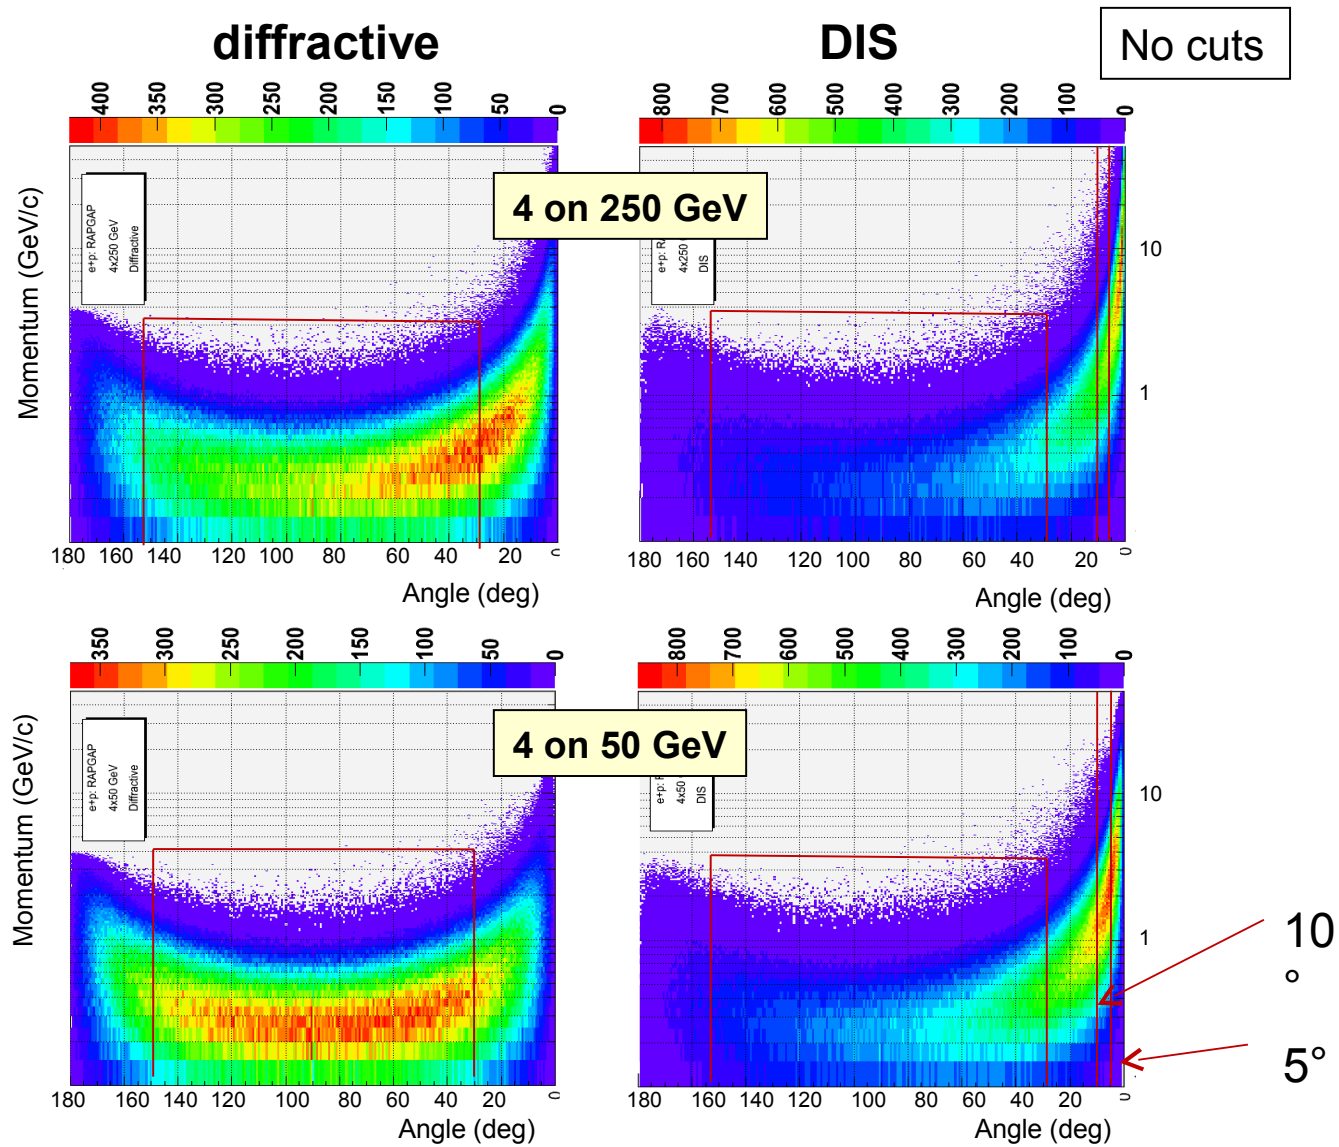 diffractive
DIS
No cuts
400 350 300 250 200 150 100 50 0
800 700 600 500 400 300 200 100 0
Momentum (GeV/c)
e+p: RAPGAP
4x250 GeV
Diffractive
4 on 250 GeV
e+p: RA
4x250 GeV
DIS
10
1
180 160 140 120 100 80 60 40 20 0
180 160 140 120 100 80 60 40 20 0
Angle (deg)
Angle (deg)
350 300 250 200 150 100 50 0
800 700 600 500 400 300 200 100 0
Momentum (GeV/c)
e+p: RAPGAP
4x50 GeV
Diffractive
4 on 50 GeV
e+p: R
4x50 GeV
DIS
10
1
10
°
5°
180 160 140 120 100 80 60 40 20 0
180 160 140 120 100 80 60 40 20 0
Angle (deg)
Angle (deg)